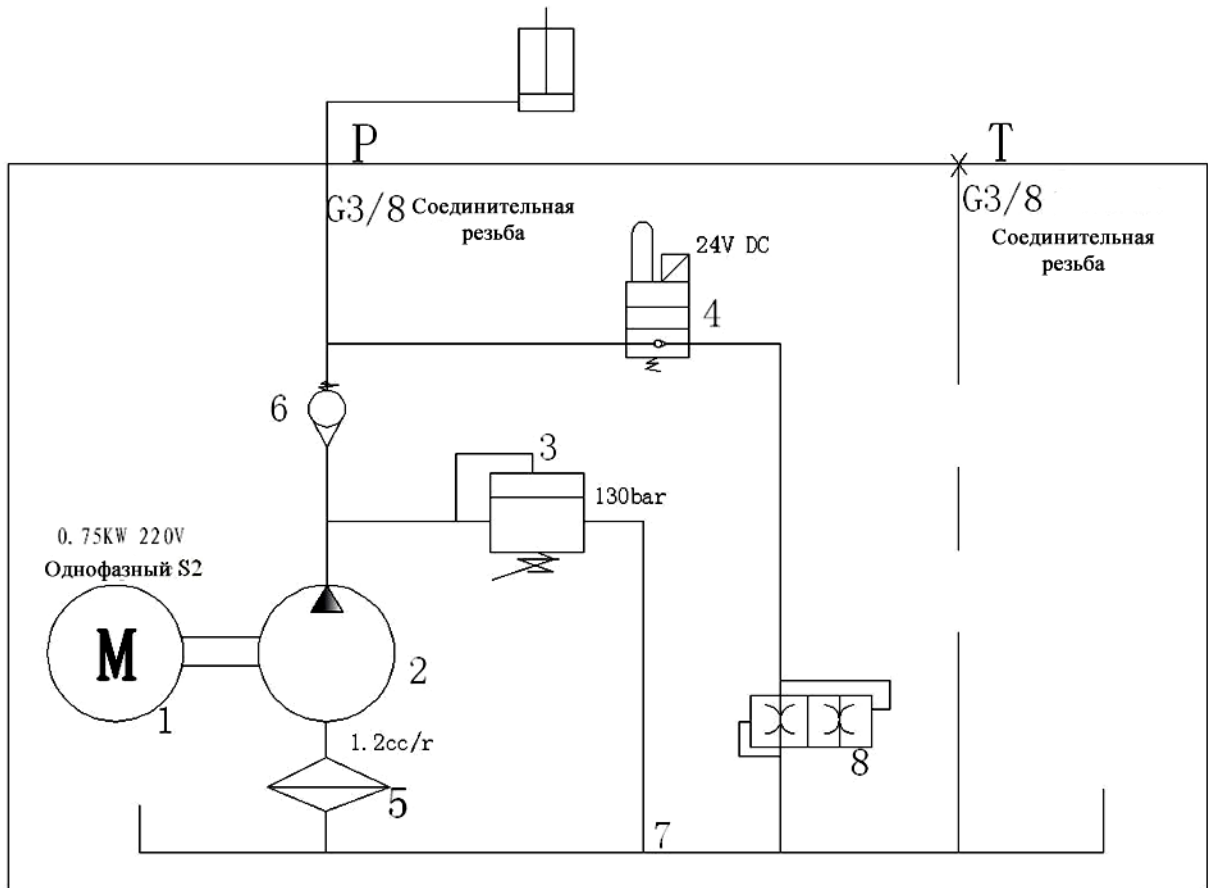 P
T
G3/8 Соединительная
резьба
G3/8
Соединительная
резьба
24V DC
4
6
3
130bar
0.75KW 220V
Однофазный S2
M
1
2
1.2cc/r
5
7
8